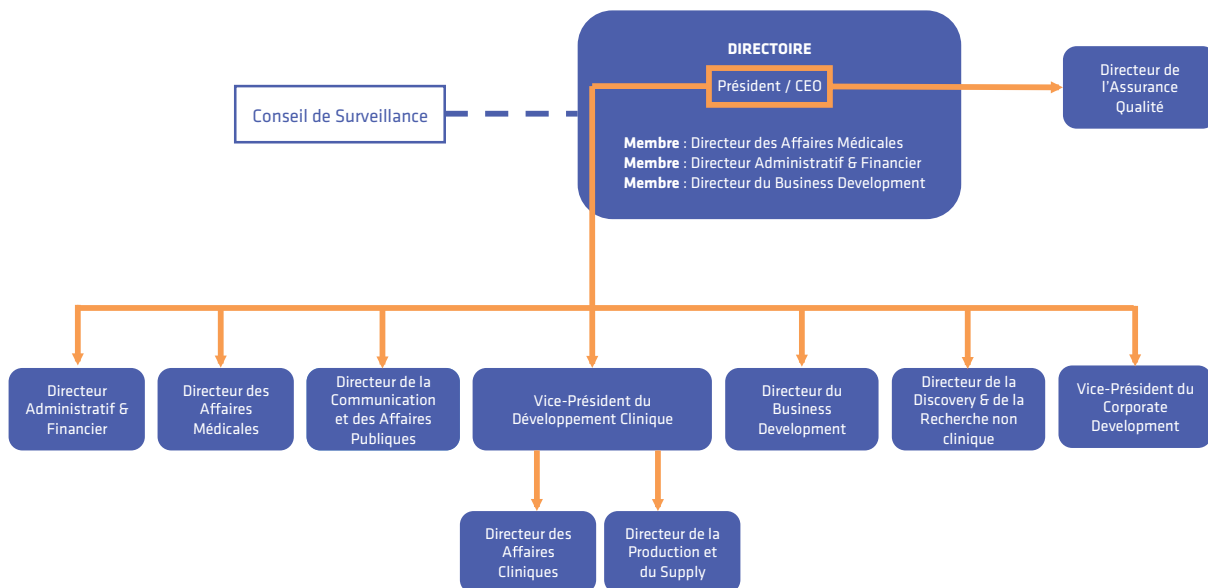 DIRECTOIRE
Président / CEO
Directeur de
l'Assurance
Qualité
Conseil de Surveillance
Membre : Directeur des Affaires Médicales
Membre : Directeur Administratif & Financier
Membre : Directeur du Business Development
Directeur
Administratif &
Financier
Directeur des
Affaires
Médicales
Directeur de la
Communication
et des Affaires
Publiques
Vice-Président du
Développement Clinique
Directeur du
Business
Development
Directeur de la
Discovery & de la
Recherche non
clinique
Vice-Président du
Corporate
Development
Directeur des
Affaires
Cliniques
Directeur de la
Production et
du Supply